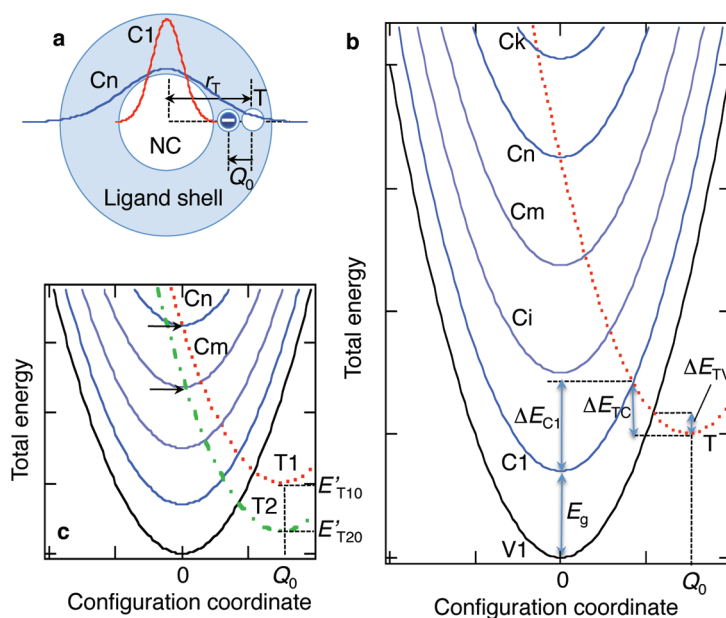 a
C1
Cn
rT
T
NC
Q0
Ligand shell
b
Total energy
Ck
Cn
Cm
Ci
ΔEC1
ΔETC
ΔETV
T
C1
Eg
V1
0
Q0
Configuration coordinate
Total energy
Cn
Cm
T1
E'T10
T2
E'T20
c
0
Q0
Configuration coordinate